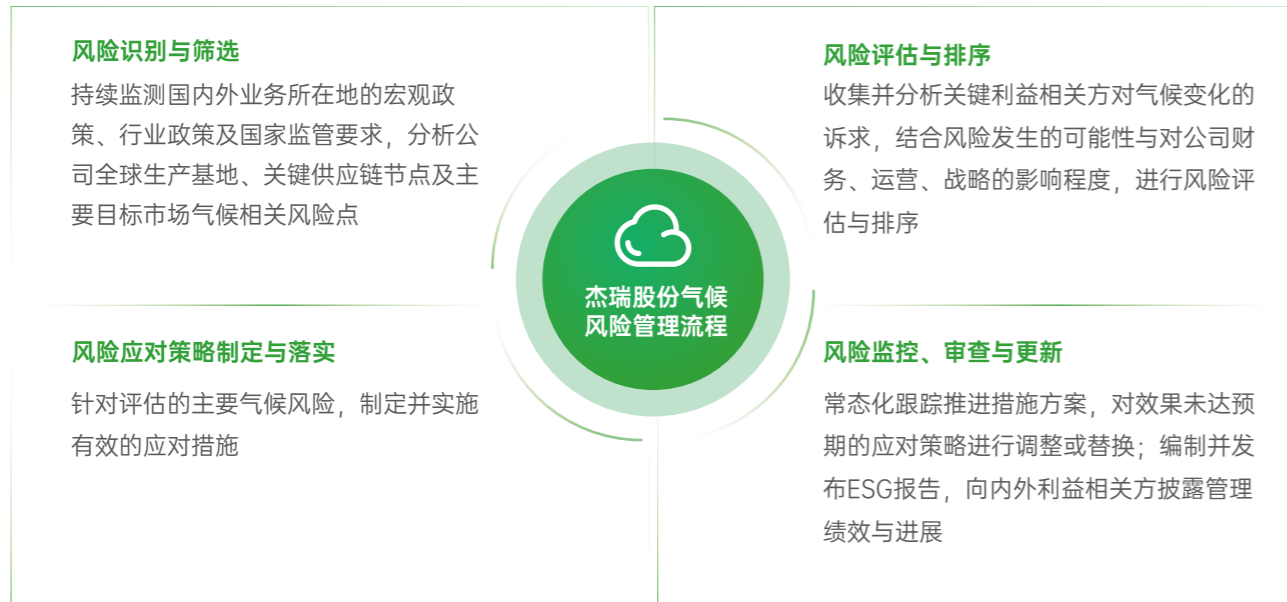 风险识别与筛选
持续监测国内外业务所在地的宏观政
策、行业政策及国家监管要求，分析公
司全球生产基地、关键供应链节点及主
要目标市场气候相关风险点
风险评估与排序
收集并分析关键利益相关方对气候变化的
诉求，结合风险发生的可能性与对公司财
务、运营、战略的影响程度，进行风险评
估与排序
杰瑞股份气候
风险管理流程
风险应对策略制定与落实
针对评估的主要气候风险，制定并实施
有效的应对措施
风险监控、审查与更新
常态化跟踪推进措施方案，对效果未达预
期的应对策略进行调整或替换；编制并发
布ESG报告，向内外利益相关方披露管理
绩效与进展